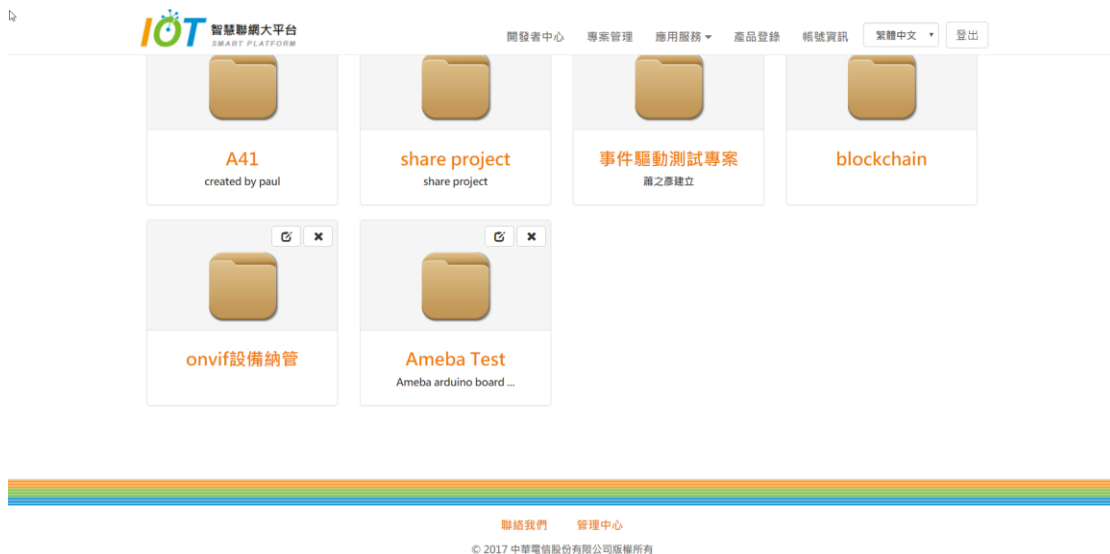 IOT 智慧聯網大平台
SMART PLATFORM
開發者中心 專案管理 應用服務 產品登錄 帳號資訊 繁體中文 登出
A41
created by paul
share project
share project
事件驅動測試專案
蕭之彥建立
blockchain
onvif設備納管
Ameba Test
Ameba arduino board ...
聯絡我們 管理中心
© 2017 中華電信股份有限公司版權所有